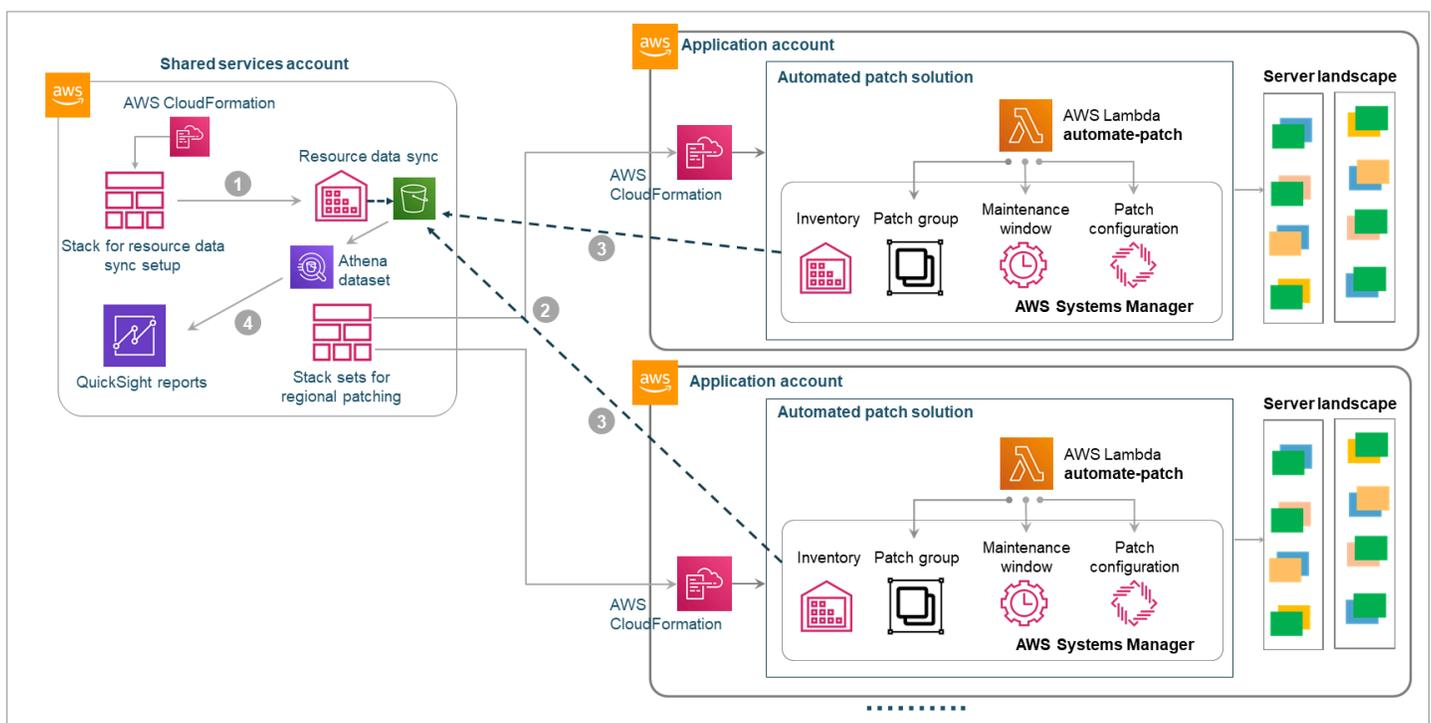 Shared services account
aws
AWS CloudFormation
Resource data sync
1
Stack for resource data
sync setup
Athena
dataset
4
QuickSight reports
Stack sets for
regional patching
2
3
3
aws
Application account
Automated patch solution
AWS Lambda
automate-patch
AWS
CloudFormation
Inventory
Patch group
Maintenance
window
Patch
configuration
AWS Systems Manager
Server landscape
aws
Application account
Automated patch solution
AWS Lambda
automate-patch
AWS
CloudFormation
Inventory
Patch group
Maintenance
window
Patch
configuration
AWS Systems Manager
Server landscape